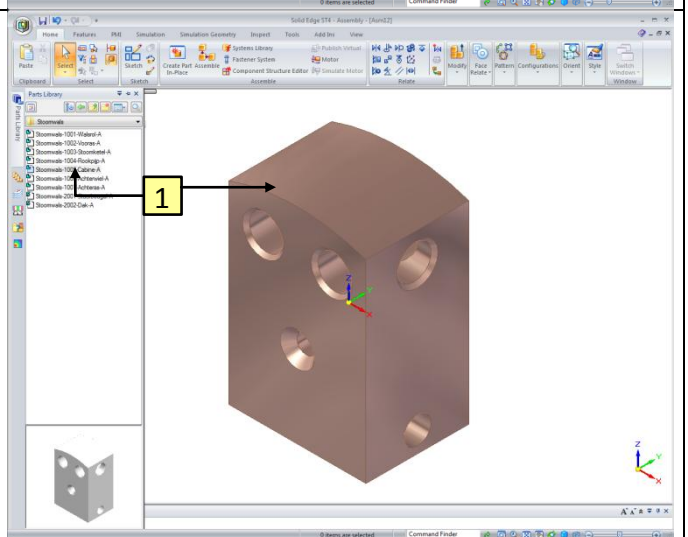 0 items are selected Command Finder
Solid Edge ST4 - Assembly - [Asm12]
Home Features PMI Simulation Simulation Geometry Inspect Tools Add Ins View
Paste Select Sketch Create Part In-Place Assemble Systems Library Publish Virtual Modify Face Relate Pattern Configurations Orient Style Switch Windows
Fastener System Motor
Component Structure Editor Simulate Motor
Clipboard Select Sketch Assemble Relate Window
Parts Library
Stoomwals
Stoomwals-1001-Walsrol-A
Stoomwals-1002-Vooras-A
Stoomwals-1003-Stoomketel-A
Stoomwals-1004-Rookpijp-A
Cabine-A
Achterwiel-A
Achteras-A
Stoomwals-2002-Dak-A
1
Z
Y
X
Z
Y
X
0 items are selected Command Finder